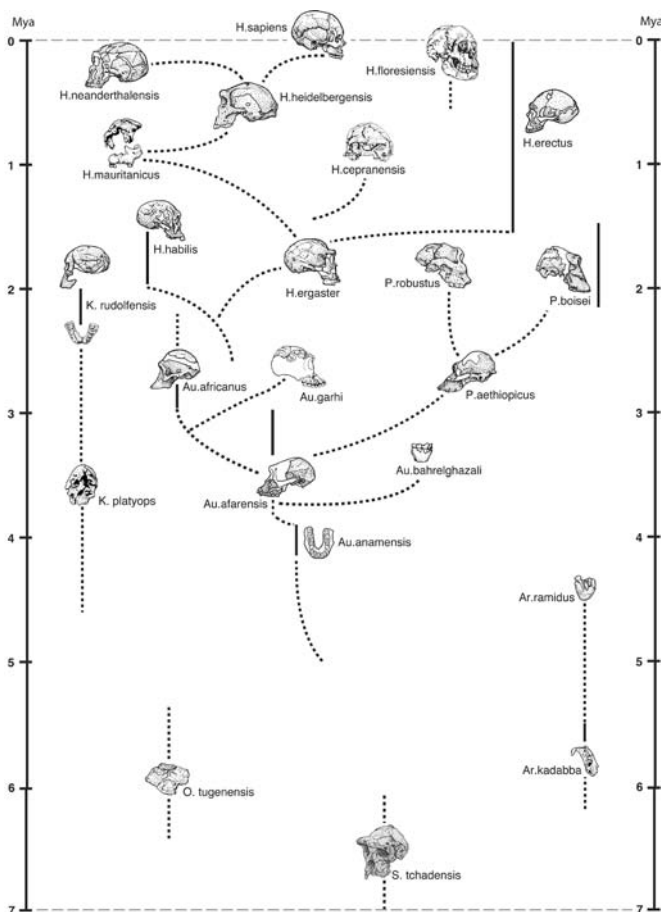 Mya
Mya
H.sapiens
0
0
H.neanderthalensis
H.heidelbergensis
H.floresiensis
H.erectus
H.mauritanicus
H.cepranensis
1
1
H.habilis
K. rudolfensis
H.ergaster
P.robustus
P.boisei
2
2
Au.africanus
Au.garhi
P.aethiopicus
3
3
Au.bahrelghazali
K. platyops
Au.afarensis
4
4
Au.anamensis
Ar.ramidus
5
5
O. tugenensis
Ar.kadabba
6
6
S. tchadensis
7
7